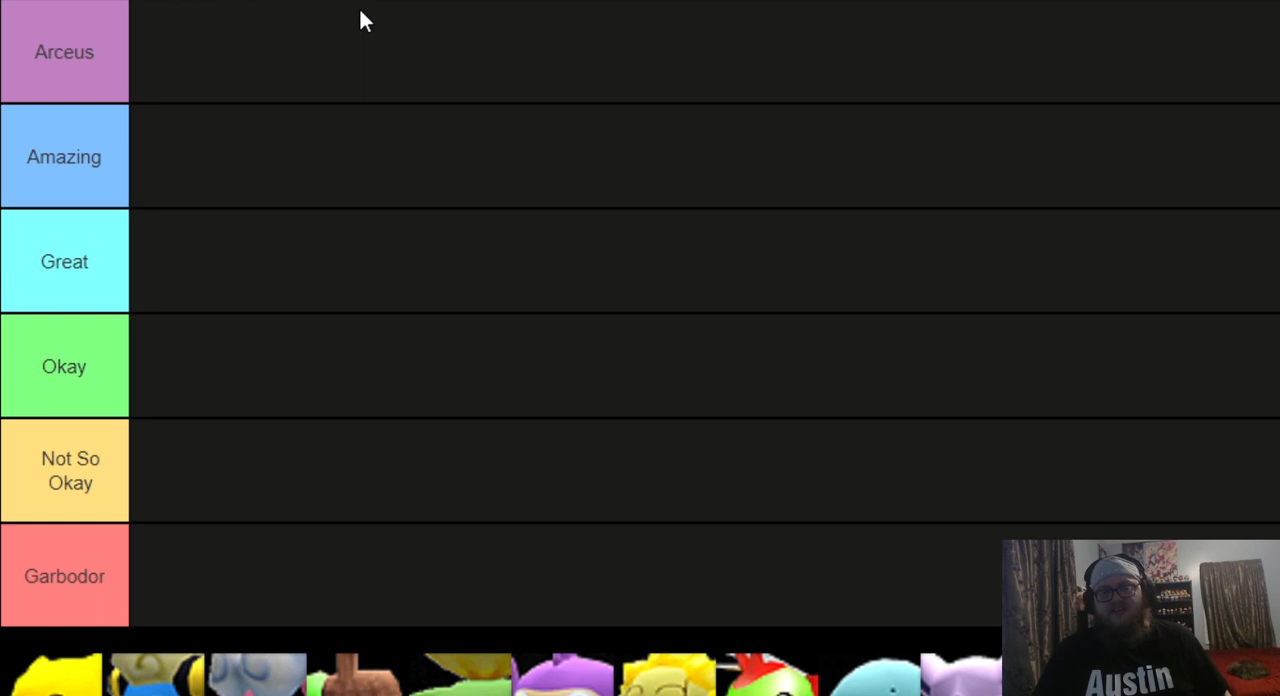 Arceus
Amazing
Great
Okay
Not So
Okay
Garbodor
Austin